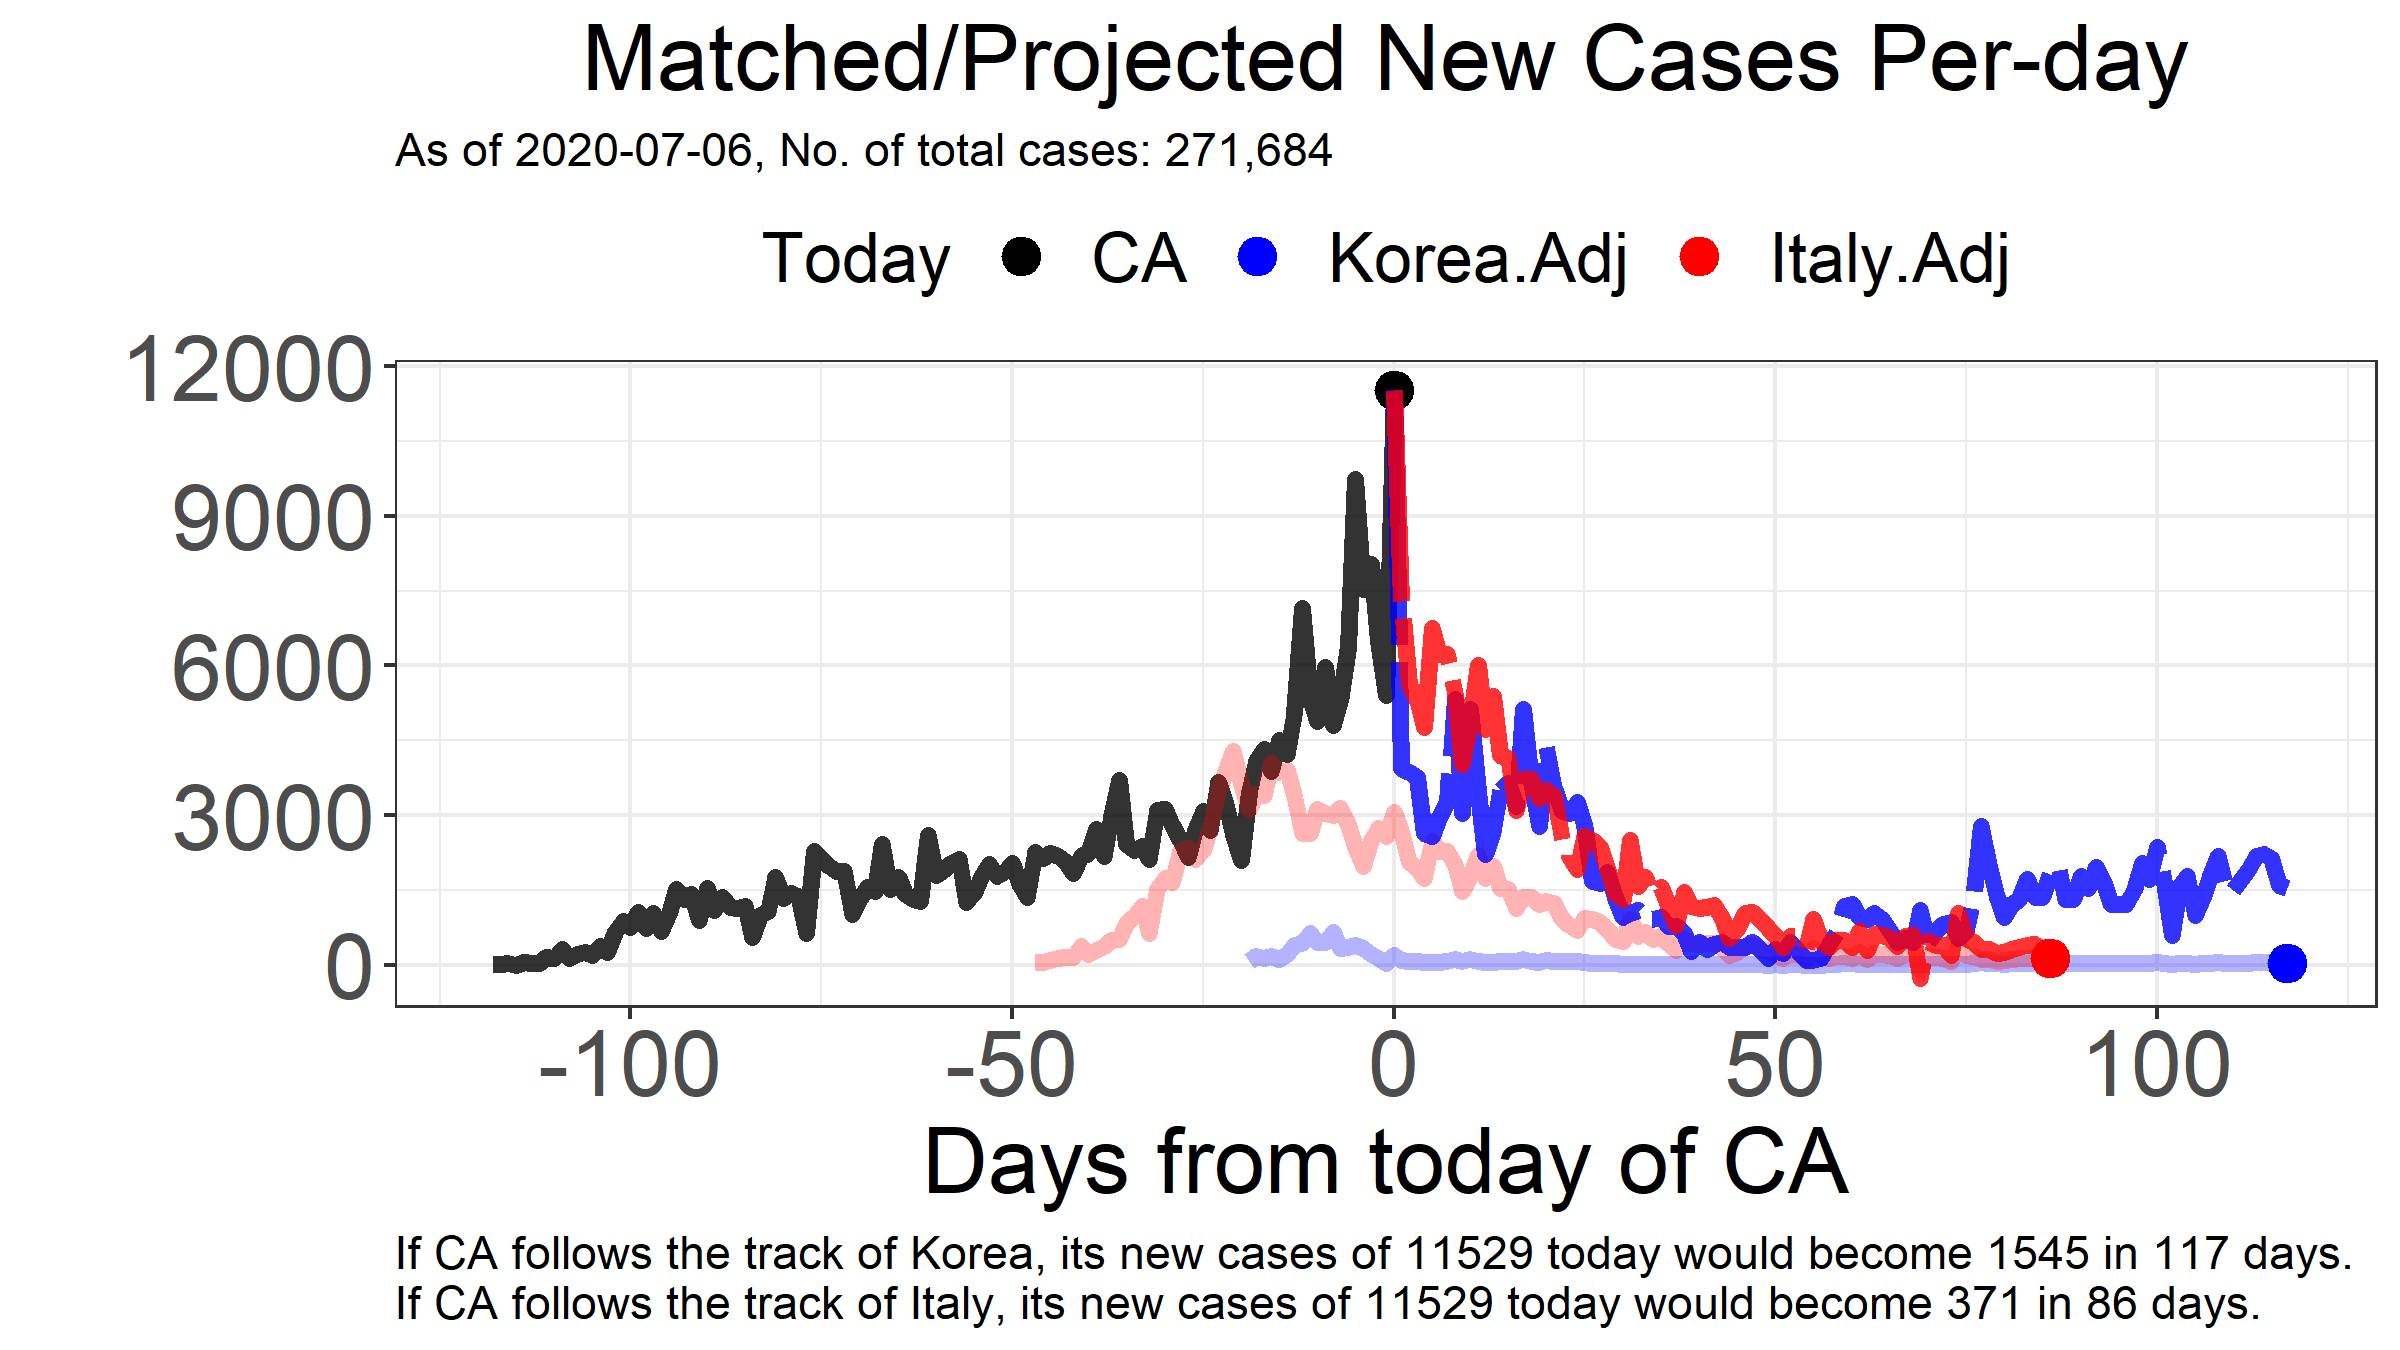 Matched/Projected New Cases Per-day
As of 2020-07-06, No. of total cases: 271,684
Today CA Korea.Adj Italy.Adj
12000
9000
6000
3000
0
-100 -50 0 50 100
Days from today of CA
If CA follows the track of Korea, its new cases of 11529 today would become 1545 in 117 days.
If CA follows the track of Italy, its new cases of 11529 today would become 371 in 86 days.